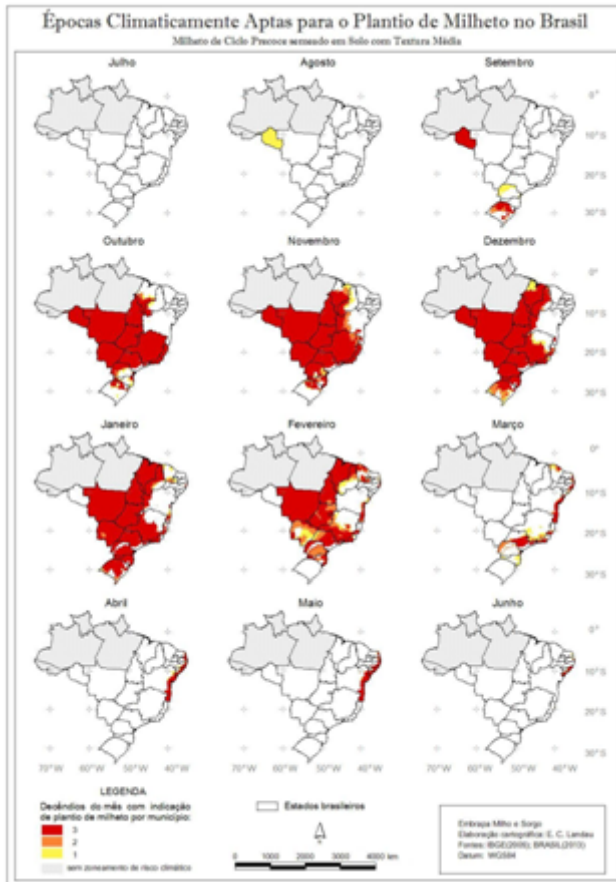 Épocas Climaticamente Aptas para o Plantio de Milheto no Brasil
Milheto de Ciclo Precoce semeado em Solo com Textura Média
Julho
Agosto
Setembro
0°
10°S
20°S
30°S
Outubro
Novembro
Dezembro
0°
10°S
20°S
30°S
Janeiro
Fevereiro
Março
0°
10°S
20°S
30°S
Abril
Maio
Junho
0°
10°S
20°S
30°S
70°W 60°W 50°W 40°W
70°W 60°W 50°W 40°W
70°W 60°W 50°W 40°W
LEGENDA
Decêndios do mês com indicação
de plantio de milheto por município:
3
2
1
sem zoneamento de risco climático
Estados brasileiros
N
0 1000 2000 3000 4000 km
Embrapa Milho e Sorgo
Elaboração cartográfica: E. C. Landau
Fontes: IBGE(2005); BRASIL(2013)
Datum: WGS84